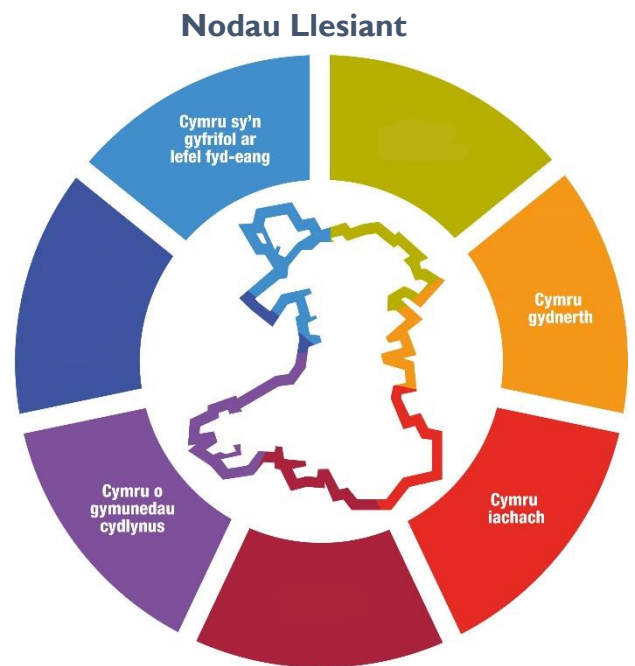 Nodau Llesiant
Cymru sy'n
gyfrifol ar
lefel fyd-eang
Cymru
gydnerth
Cymru
iachach
Cymru o
gymunedau
cydlynus